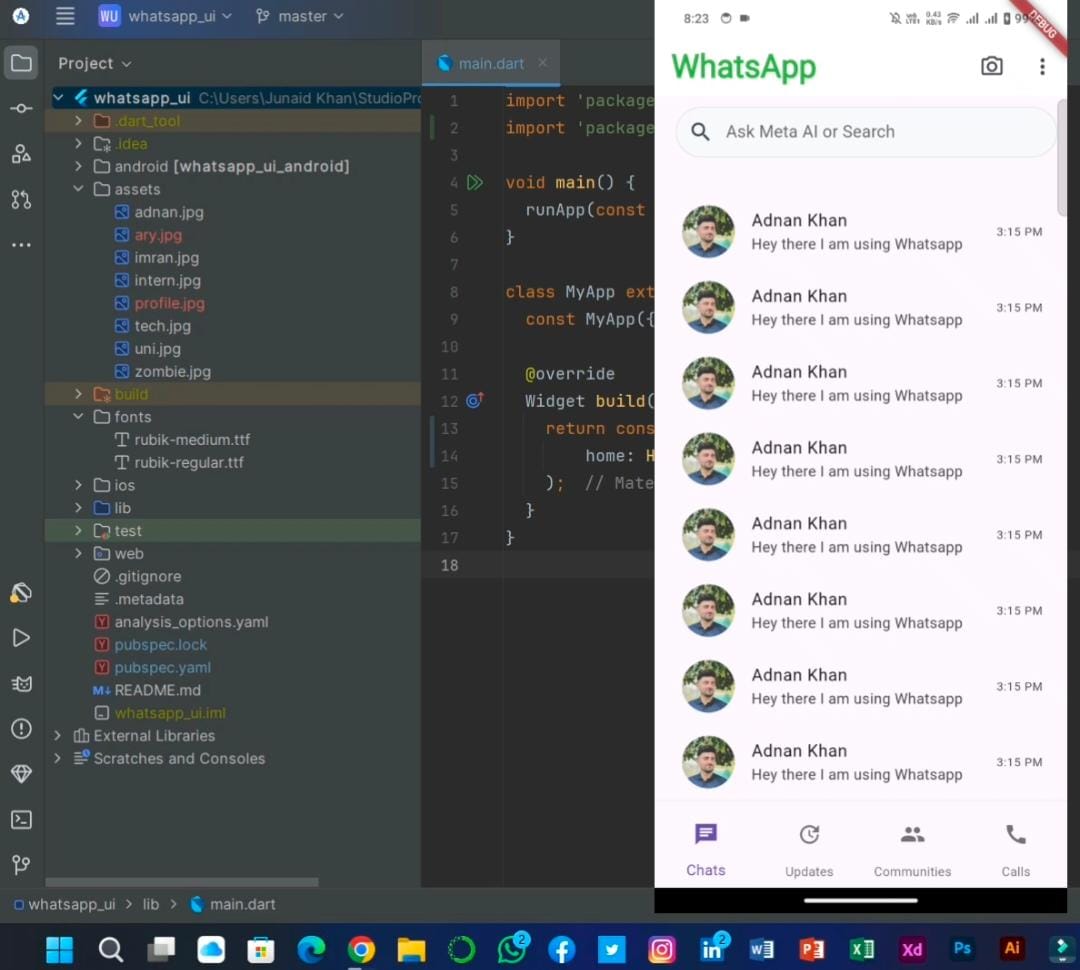 WU whatsapp_ui
master
Project
whatsapp_ui C:\Users\Junaid Khan\StudioPro
.dart_tool
.idea
android [whatsapp_ui_android]
assets
adnan.jpg
ary.jpg
imran.jpg
intern.jpg
profile.jpg
tech.jpg
uni.jpg
zombie.jpg
build
fonts
rubik-medium.ttf
rubik-regular.ttf
ios
lib
test
web
.gitignore
.metadata
analysis_options.yaml
pubspec.lock
pubspec.yaml
README.md
whatsapp_ui.iml
External Libraries
Scratches and Consoles
main.dart
1 import 'package
2 import 'package
3
4 void main() {
5 runApp(const
6 }
7
8 class MyApp ext
9 const MyApp({
10
11 @override
12 Widget build(
13 return cons
14 home: H
15 ); // Mate
16 }
17 }
18
8:23
0.43 KB/s
99
DEBUG
WhatsApp
Ask Meta AI or Search
Adnan Khan
Hey there I am using Whatsapp
3:15 PM
Adnan Khan
Hey there I am using Whatsapp
3:15 PM
Adnan Khan
Hey there I am using Whatsapp
3:15 PM
Adnan Khan
Hey there I am using Whatsapp
3:15 PM
Adnan Khan
Hey there I am using Whatsapp
3:15 PM
Adnan Khan
Hey there I am using Whatsapp
3:15 PM
Adnan Khan
Hey there I am using Whatsapp
3:15 PM
Adnan Khan
Hey there I am using Whatsapp
3:15 PM
Chats
Updates
Communities
Calls
whatsapp_ui > lib > main.dart
2
in 2
W
P
X
Xd
Ps
Ai